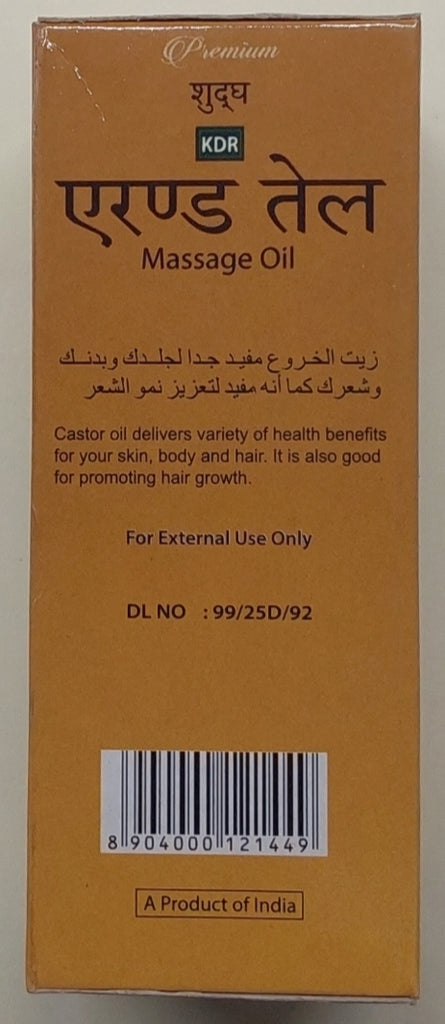 Premium
शुद्घ
KDR
एरण्ड तेल
Massage Oil
زيت الخروع مفيد جدا لجلدك وبدنك
وشعرك كما أنه مفيد لتعزيز نمو الشعر
Castor oil delivers variety of health benefits
for your skin, body and hair. It is also good
for promoting hair growth.
For External Use Only
DL NO : 99/25D/92
8 904000 121449
A Product of India